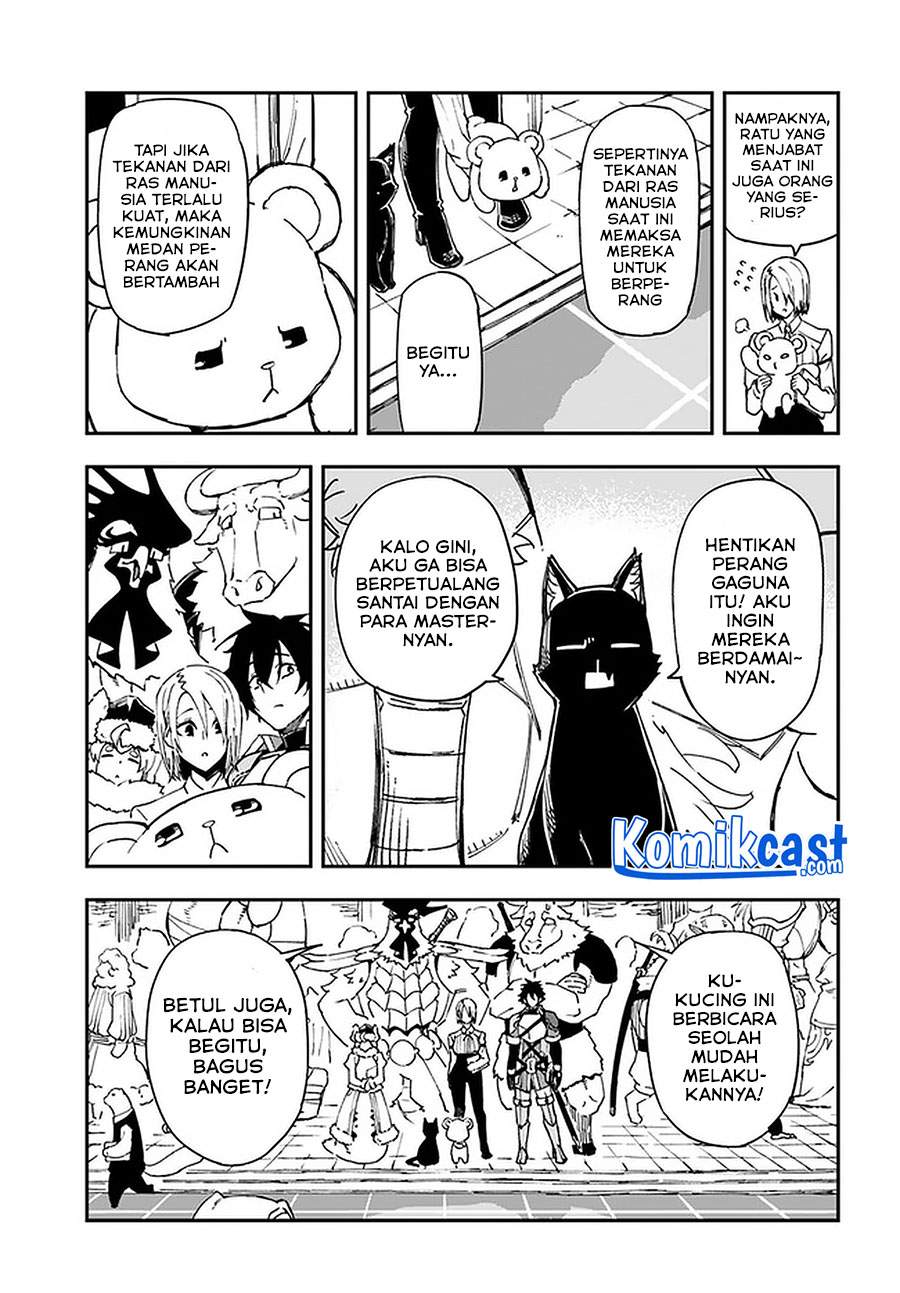 NAMPAKNYA,
RATU YANG
MENJABAT
SAAT INI
JUGA ORANG
YANG SE-
RIUS?
SEPERTINYA
TEKANAN
DARI RAS
MANUSIA
SAAT INI
MEMAKSA
MEREKA
UNTUK
BERPE-
RANG
BEGITU
YA...
TAPI JIKA
TEKANAN DARI
RAS MANU-
SIA TERLALU
KUAT, MAKA
KEMUNGKINAN
MEDAN PE-
RANG AKAN
BERTAMBAH
HENTIKAN
PERANG
GAGUNA
ITU! AKU
INGIN
MEREKA
BERDAMAI~
NYAN.
KALO GINI,
AKU GA BISA
BERPETUALANG
SANTAI DENGAN
PARA MASTER-
NYAN.
Komikcast
.com
KU-
KUCING INI
BERBICARA
SEOLAH
MUDAH
MELAKU-
KANNYA!
BETUL JUGA,
KALAU BISA
BEGITU,
BAGUS
BANGET!